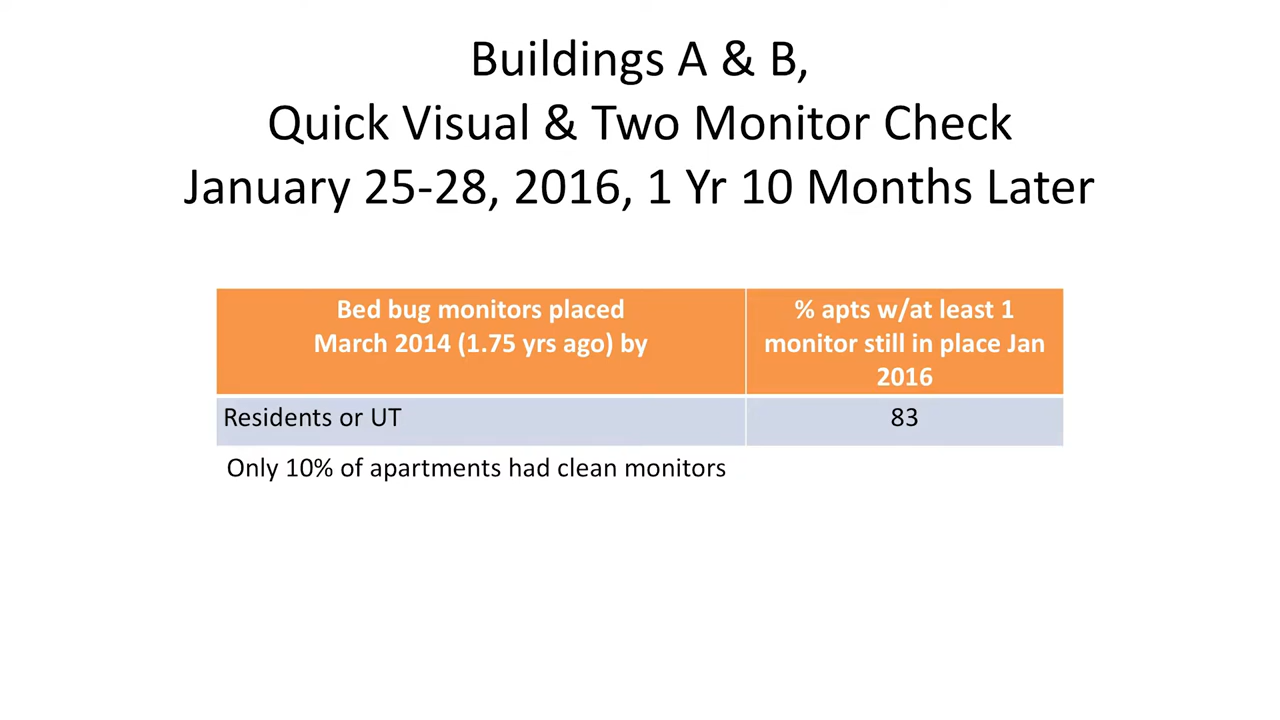 Buildings A & B,
Quick Visual & Two Monitor Check
January 25-28, 2016, 1 Yr 10 Months Later
Bed bug monitors placed
March 2014 (1.75 yrs ago) by
% apts w/at least 1
monitor still in place Jan
2016
Residents or UT
83
Only 10% of apartments had clean monitors